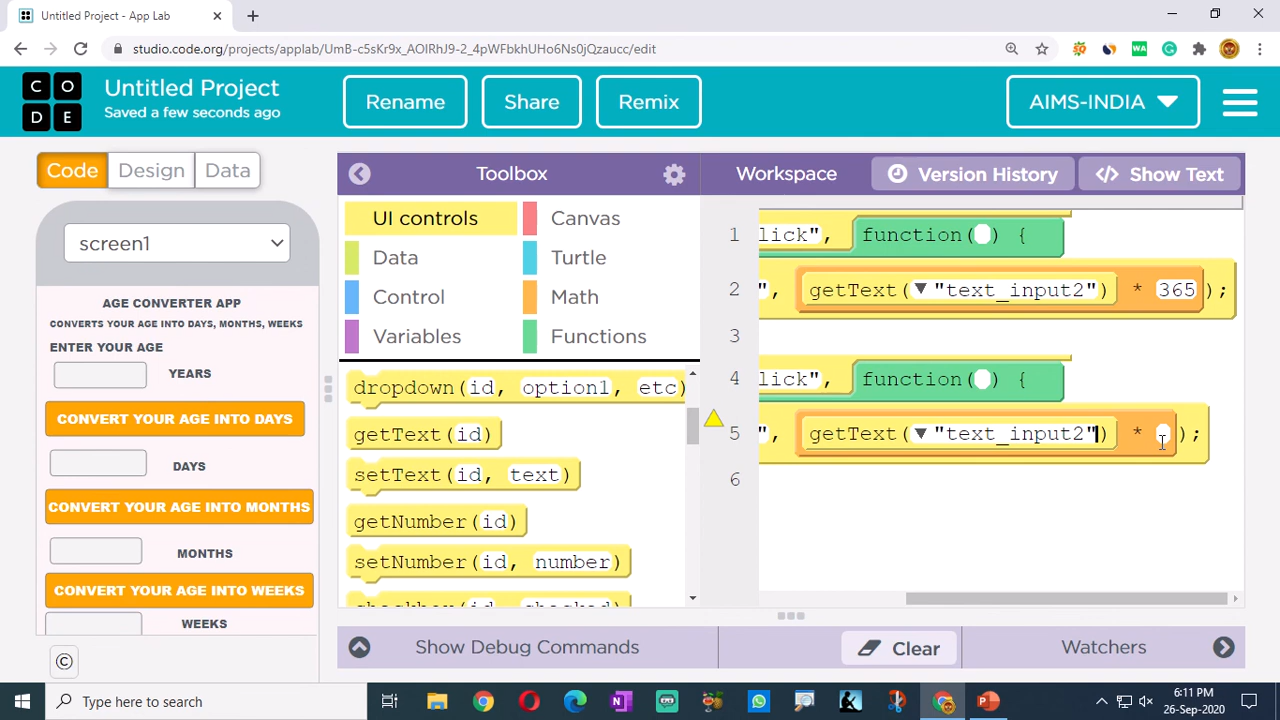 Untitled Project - App Lab
studio.code.org/projects/applab/UmB-c5sKr9x_AOlRhJ9-2_4pWFbkhUHo6Ns0jQzaucc/edit
WA
CODE
Untitled Project
Saved a few seconds ago
Rename
Share
Remix
AIMS-INDIA
Code
Design
Data
Toolbox
Workspace
Version History
Show Text
screen1
AGE CONVERTER APP
CONVERTS YOUR AGE INTO DAYS, MONTHS, WEEKS
ENTER YOUR AGE
YEARS
CONVERT YOUR AGE INTO DAYS
DAYS
CONVERT YOUR AGE INTO MONTHS
MONTHS
CONVERT YOUR AGE INTO WEEKS
WEEKS
©
UI controls
Canvas
Data
Turtle
Control
Math
Variables
Functions
dropdown(id, option1, etc)
getText(id)
setText(id, text)
getNumber(id)
setNumber(id, number)
1 lick", function( ) {
2 ", getText( ▼ "text_input2") * 365 );
3
4 lick", function( ) {
5 ", getText( ▼ "text_input2") * );
6
Show Debug Commands
Clear
Watchers
Type here to search
6:11 PM
26-Sep-2020